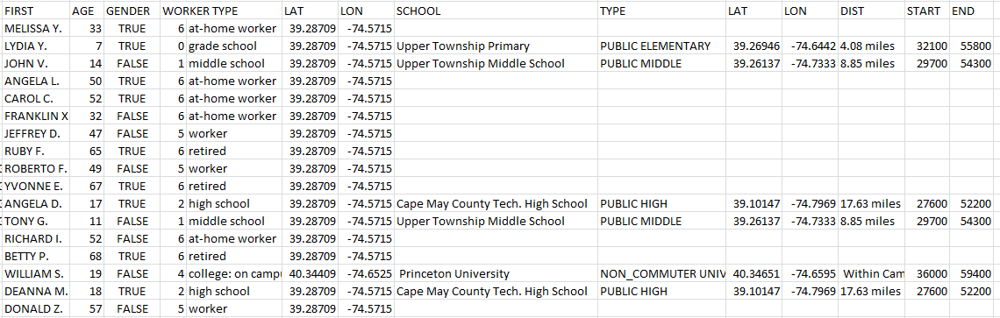 FIRST AGE GENDER WORKER TYPE LAT LON SCHOOL TYPE LAT LON DIST START END
MELISSA Y. 33 TRUE 6 at-home worker 39.28709 -74.5715
LYDIA Y. 7 TRUE 0 grade school 39.28709 -74.5715 Upper Township Primary PUBLIC ELEMENTARY 39.26946 -74.6442 4.08 miles 32100 55800
JOHN V. 14 FALSE 1 middle school 39.28709 -74.5715 Upper Township Middle School PUBLIC MIDDLE 39.26137 -74.7333 8.85 miles 29700 54300
ANGELA L. 50 TRUE 6 at-home worker 39.28709 -74.5715
CAROL C. 52 TRUE 6 at-home worker 39.28709 -74.5715
FRANKLIN X 32 FALSE 6 at-home worker 39.28709 -74.5715
JEFFREY D. 47 FALSE 5 worker 39.28709 -74.5715
RUBY F. 65 TRUE 6 retired 39.28709 -74.5715
ROBERTO F. 49 FALSE 5 worker 39.28709 -74.5715
YVONNE E. 67 TRUE 6 retired 39.28709 -74.5715
ANGELA D. 17 TRUE 2 high school 39.28709 -74.5715 Cape May County Tech. High School PUBLIC HIGH 39.10147 -74.7969 17.63 miles 27600 52200
TONY G. 11 FALSE 1 middle school 39.28709 -74.5715 Upper Township Middle School PUBLIC MIDDLE 39.26137 -74.7333 8.85 miles 29700 54300
RICHARD I. 52 FALSE 6 at-home worker 39.28709 -74.5715
BETTY P. 68 TRUE 6 retired 39.28709 -74.5715
WILLIAM S. 19 FALSE 4 college: on camp 40.34409 -74.6525 Princeton University NON_COMMUTER UNIV 40.34651 -74.6595 Within Cam 36000 59400
DEANNA M. 18 TRUE 2 high school 39.28709 -74.5715 Cape May County Tech. High School PUBLIC HIGH 39.10147 -74.7969 17.63 miles 27600 52200
DONALD Z. 57 FALSE 5 worker 39.28709 -74.5715